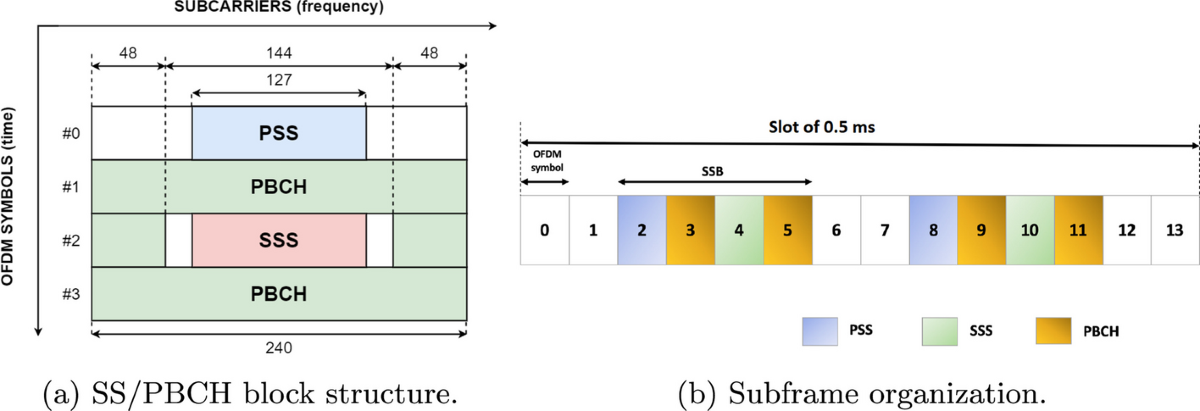 SUBCARRIERS (frequency)
OFDM SYMBOLS (time)
48 144 48
127
#0 PSS
#1 PBCH
#2 SSS
#3 PBCH
240
(a) SS/PBCH block structure.
Slot of 0.5 ms
OFDM
symbol
SSB
0 1 2 3 4 5 6 7 8 9 10 11 12 13
PSS SSS PBCH
(b) Subframe organization.